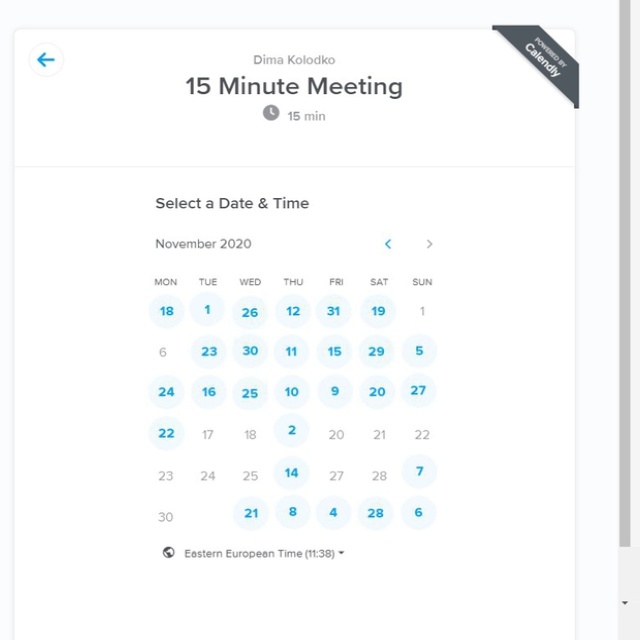 POWERED BY
Calendly
Dima Kolodko
15 Minute Meeting
15 min
Select a Date & Time
November 2020
MON TUE WED THU FRI SAT SUN
18 1 26 12 31 19 1
6 23 30 11 15 29 5
24 16 25 10 9 20 27
22 17 18 2 20 21 22
23 24 25 14 27 28 7
30 21 8 4 28 6
Eastern European Time (11:38)